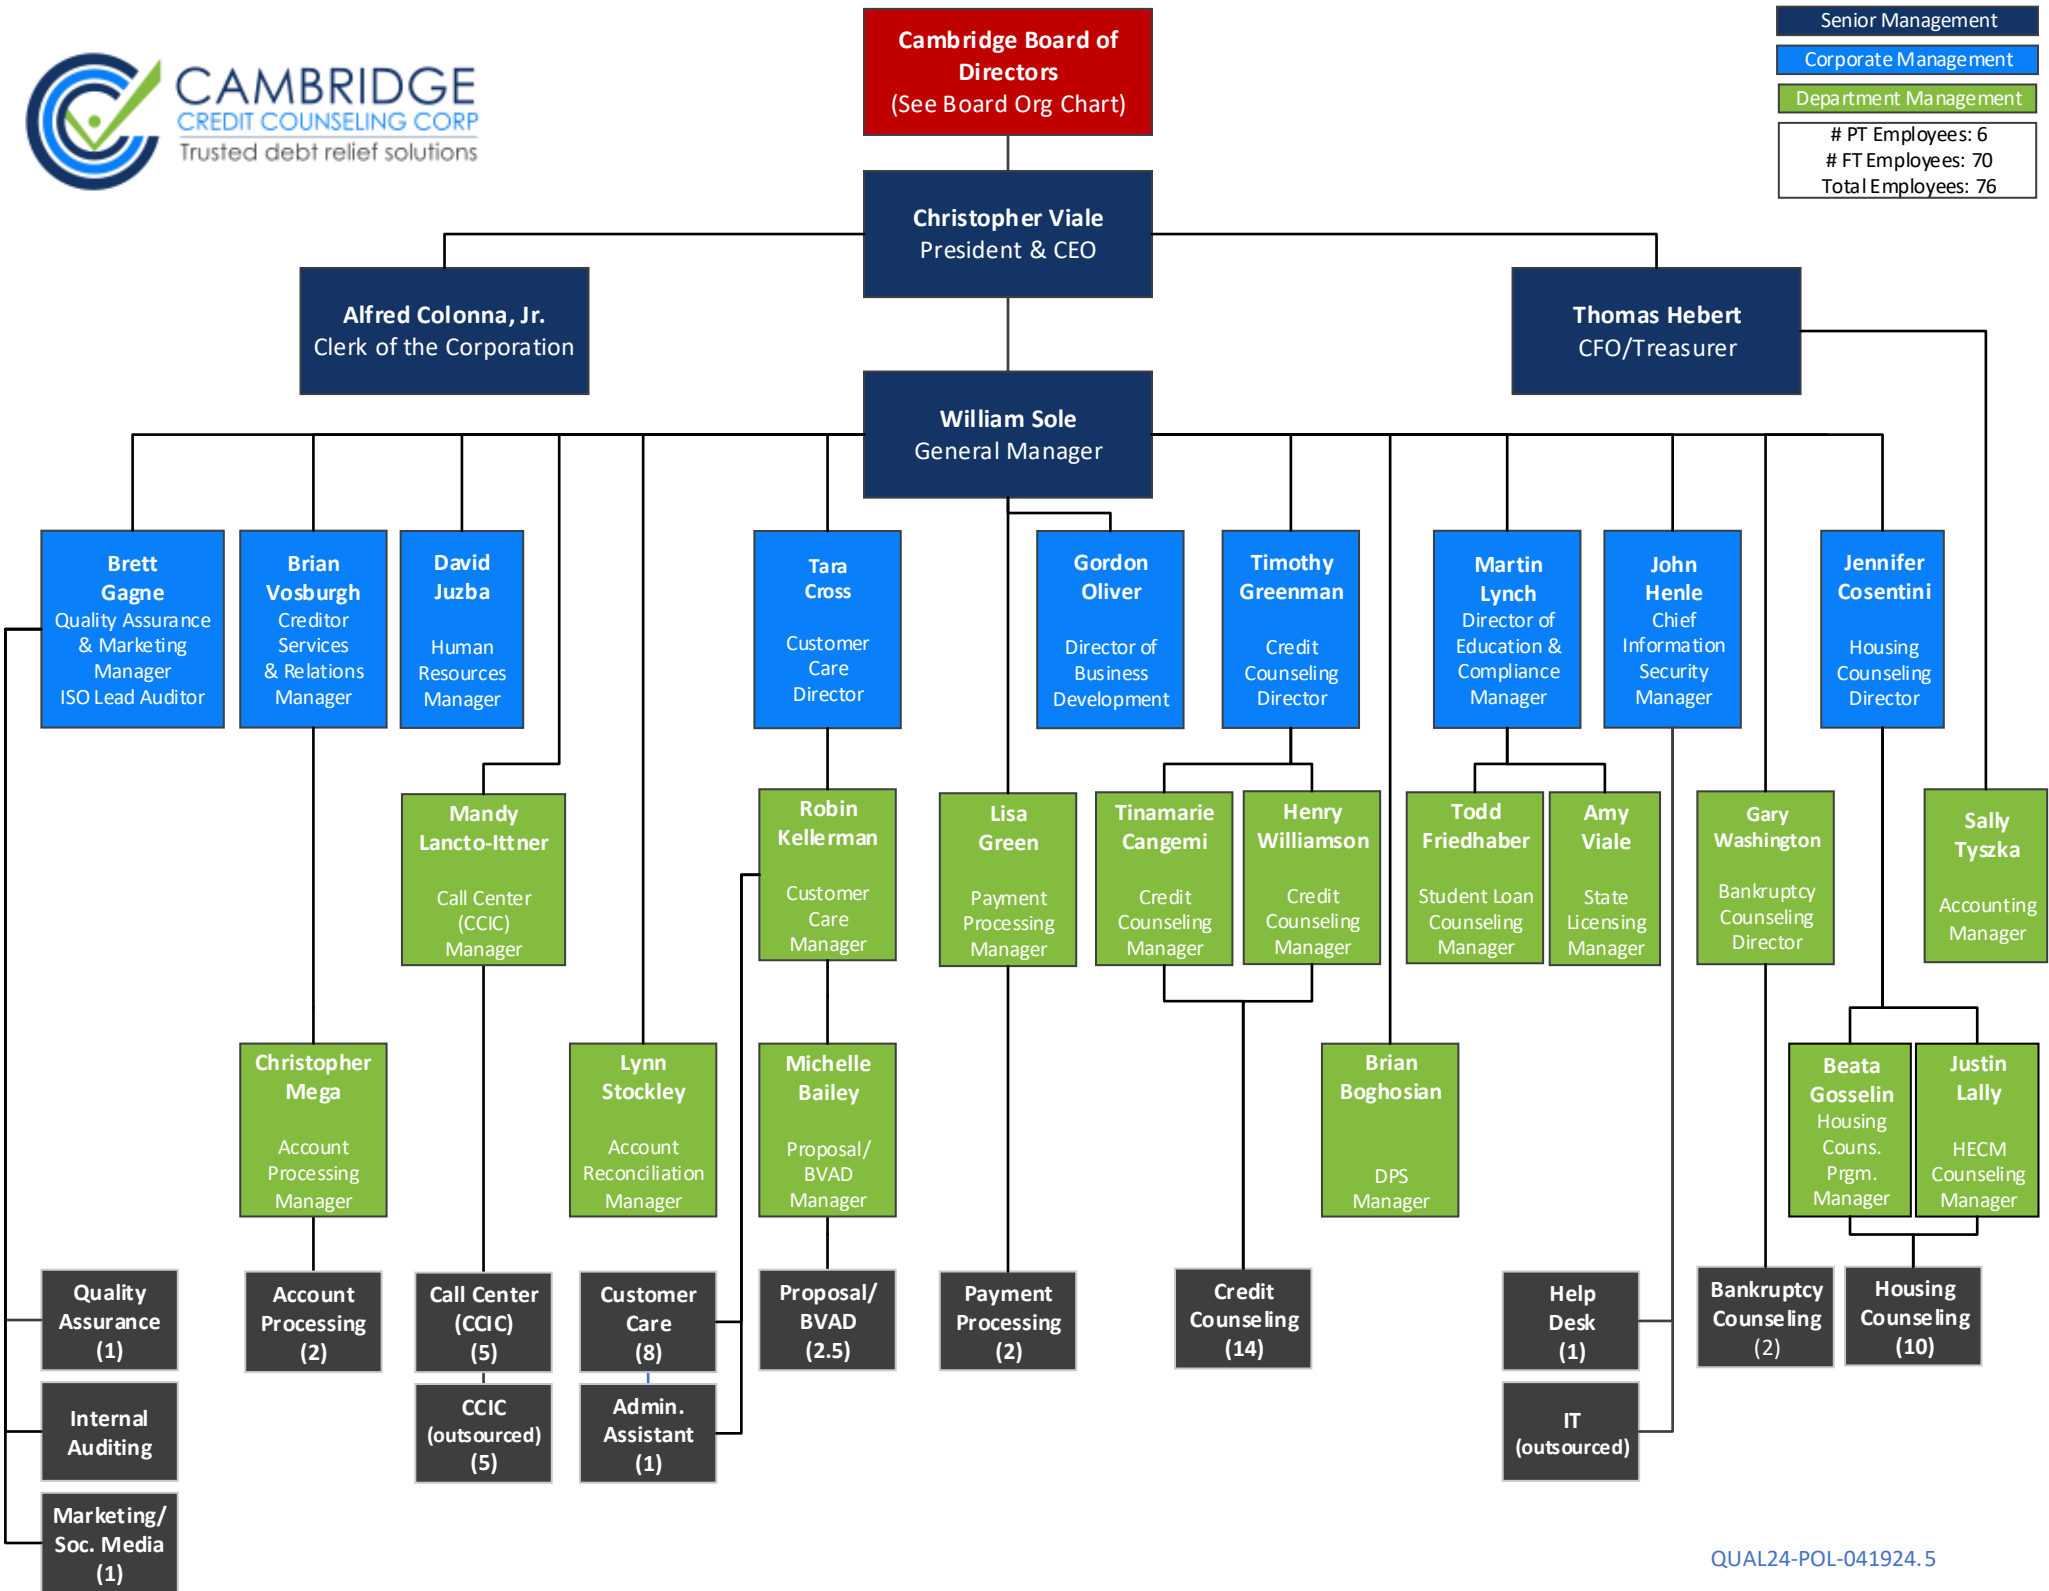 CAMBRIDGE
CREDIT COUNSELING CORP
Trusted debt relief solutions
Cambridge Board of
Directors
(See Board Org Chart)
Senior Management
Corporate Management
Department Management
# PT Employees: 6
# FT Employees: 70
Total Employees: 76
Christopher Viale
President & CEO
Alfred Colonna, Jr.
Clerk of the Corporation
Thomas Hebert
CFO/Treasurer
William Sole
General Manager
Brett
Gagne
Quality Assurance
& Marketing
Manager
ISO Lead Auditor
Brian
Vosburgh
Creditor
Services
& Relations
Manager
David
Juzba
Human
Resources
Manager
Tara
Cross
Customer
Care
Director
Gordon
Oliver
Director of
Business
Development
Timothy
Greenman
Credit
Counseling
Director
Martin
Lynch
Director of
Education &
Compliance
Manager
John
Henle
Chief
Information
Security
Manager
Jennifer
Cosentini
Housing
Counseling
Director
Mandy
Lancto-Ittner
Call Center
(CCIC)
Manager
Robin
Kellerman
Customer
Care
Manager
Lisa
Green
Payment
Processing
Manager
Tinamarie
Cangemi
Credit
Counseling
Manager
Henry
Williamson
Credit
Counseling
Manager
Todd
Friedhaber
Student Loan
Counseling
Manager
Amy
Viale
State
Licensing
Manager
Gary
Washington
Bankruptcy
Counseling
Director
Sally
Tyszka
Accounting
Manager
Christopher
Mega
Account
Processing
Manager
Lynn
Stockley
Account
Reconciliation
Manager
Michelle
Bailey
Proposal/
BVAD
Manager
Brian
Boghosian
DPS
Manager
Beata
Gosselin
Housing
Couns.
Prgm.
Manager
Justin
Lally
HECM
Counseling
Manager
Quality
Assurance
(1)
Account
Processing
(2)
Call Center
(CCIC)
(5)
Customer
Care
(8)
Proposal/
BVAD
(2.5)
Payment
Processing
(2)
Credit
Counseling
(14)
Help
Desk
(1)
Bankruptcy
Counseling
(2)
Housing
Counseling
(10)
Internal
Auditing
CCIC
(outsourced)
(5)
Admin.
Assistant
(1)
IT
(outsourced)
Marketing/
Soc. Media
(1)
QUAL24-POL-041924.5